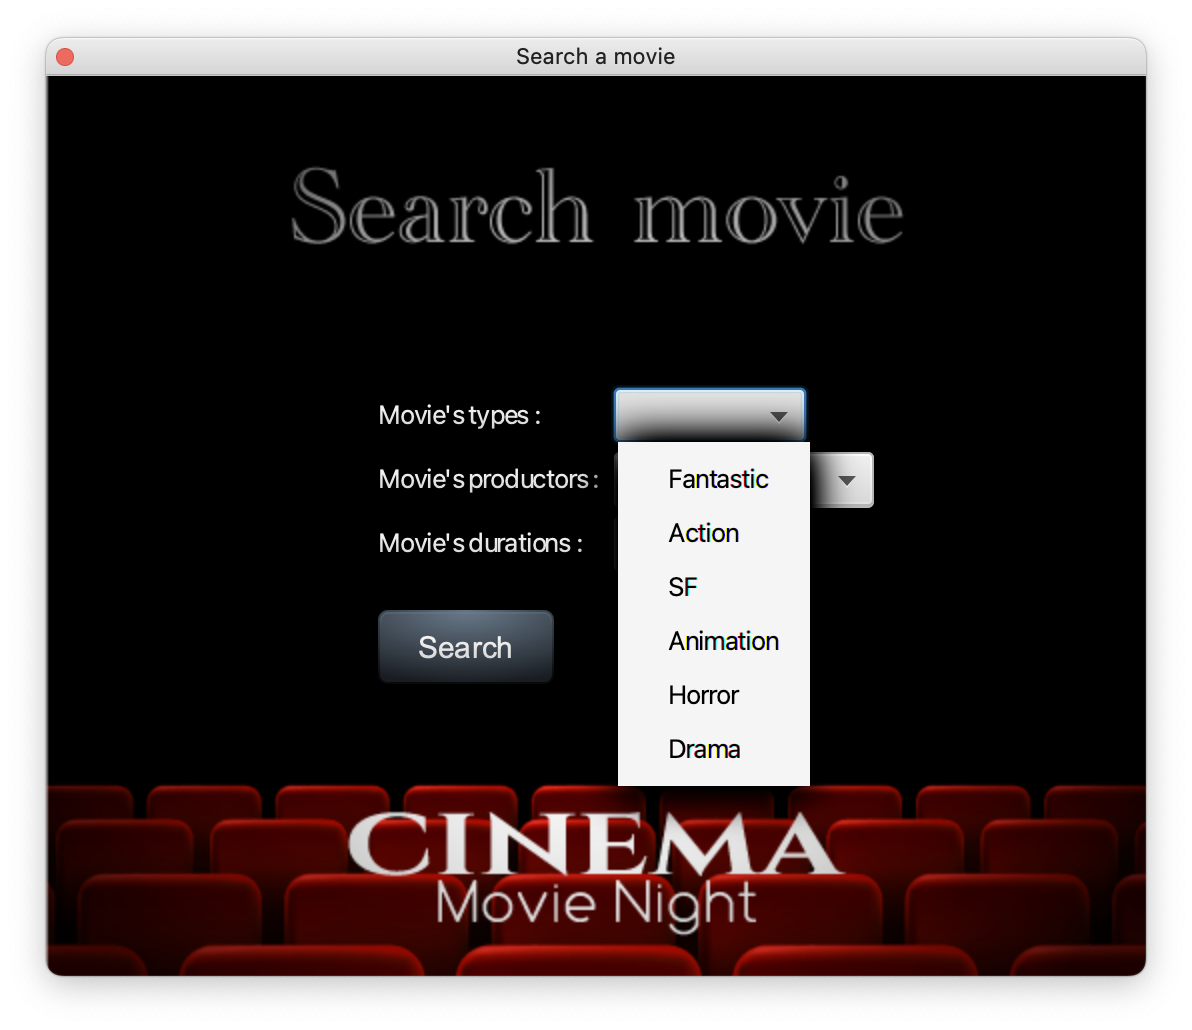 Search a movie
Search movie
Movie's types :
Movie's productors :
Movie's durations :
Fantastic
Action
SF
Animation
Horror
Drama
Search
CINEMA
Movie Night